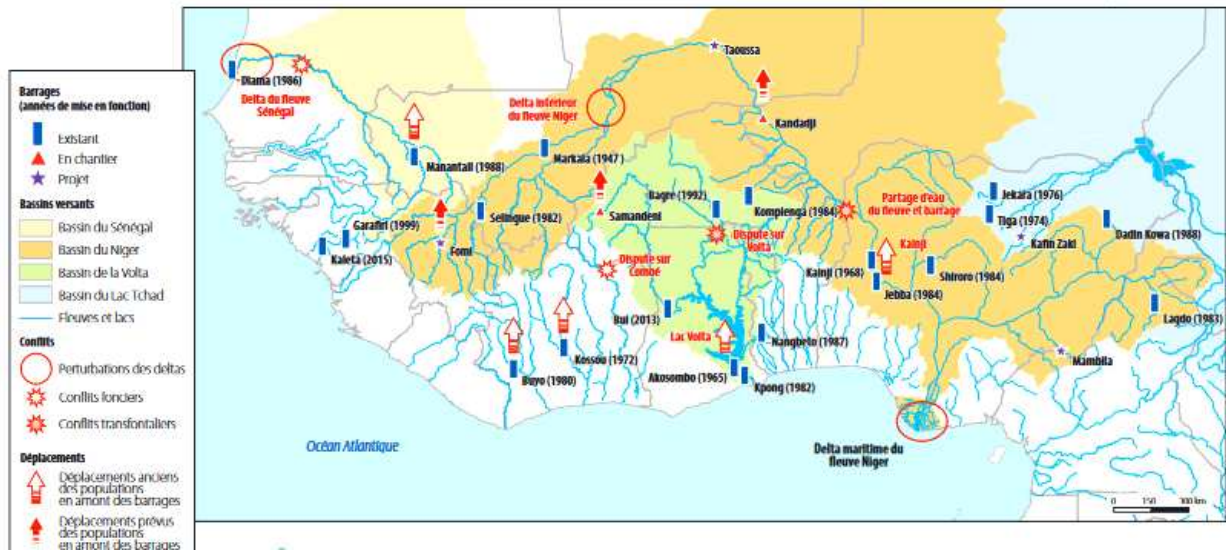 Barrages
(années de mise en fonction)
Existant
En chantier
Projet
Bassins versants
Bassin du Sénégal
Bassin du Niger
Bassin de la Volta
Bassin du Lac Tchad
Fleuves et lacs
Conflits
Perturbations des deltas
Conflits fonciers
Conflits transfontaliers
Déplacements
Déplacements anciens
des populations
en amont des barrages
Déplacements prévus
des populations
en amont des barrages
Diama (1986)
Delta du fleuve
Sénégal
Manantali (1988)
Delta intérieur
du fleuve Niger
Markala (1947)
Taoussa
Kandadji
Garafiri (1999)
Kaleta (2015)
Fomi
Selingue (1982)
Samandeni
Bagre (1992)
Kompienga (1984)
Dispute sur
Volta
Dispute sur
Comoé
Partage d'eau
du fleuve et barrage
Jekara (1976)
Tiga (1974)
Kafin Zaki
Dadin Kowa (1988)
Kainji
Kainji (1968)
Jebba (1984)
Shiroro (1984)
Lagdo (1983)
Mambila
Bui (2013)
Lac Volta
Nangbeto (1987)
Akosombo (1965)
Kpong (1982)
Kossou (1972)
Buyo (1980)
Océan Atlantique
Delta maritime du
fleuve Niger
0 150 300 km